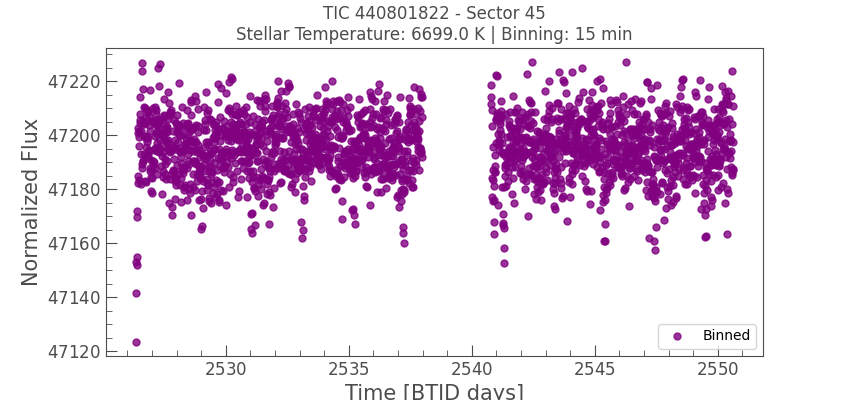 TIC 440801822 - Sector 45
Stellar Temperature: 6699.0 K | Binning: 15 min
Normalized Flux
47220
47200
47180
47160
47140
47120
Binned
2530 2535 2540 2545 2550
Time [BTJD days]